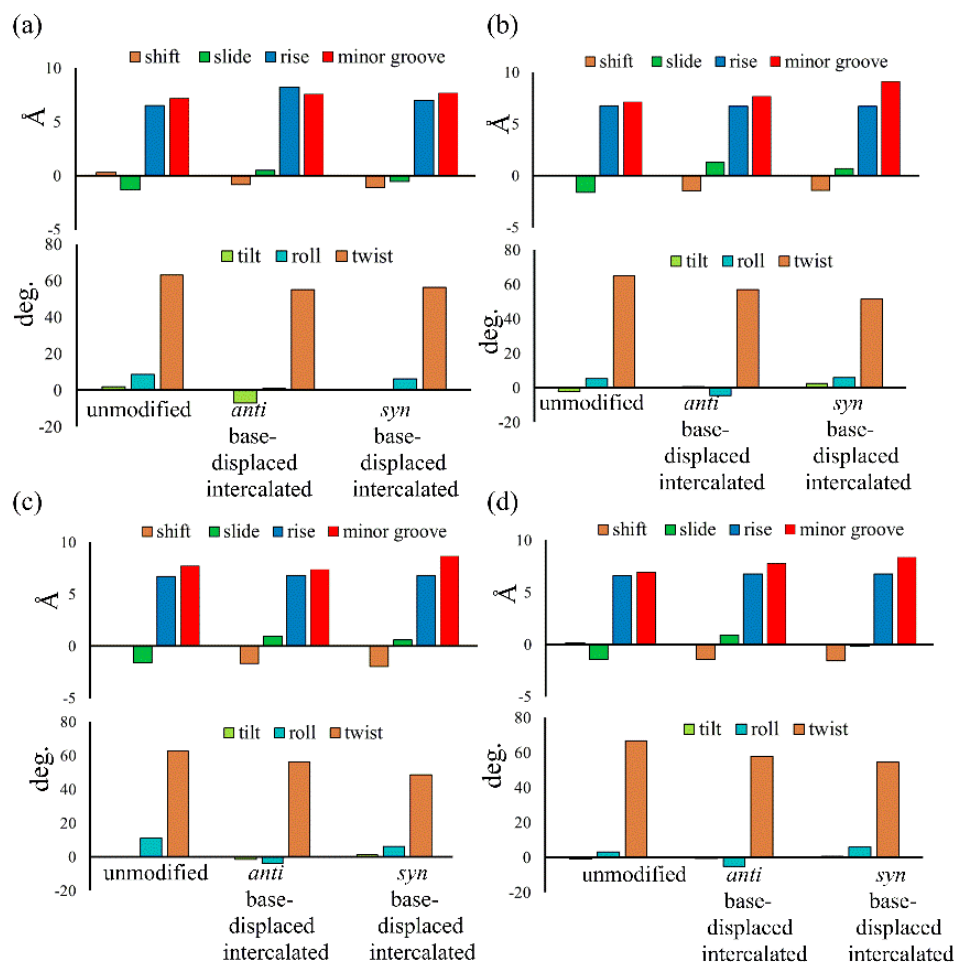 (a)
shift slide rise minor groove
10
5
0
-5
Å
tilt roll twist
80
60
40
20
0
-20
deg.
unmodified anti syn
base- base-
displaced displaced
intercalated intercalated
(b)
shift slide rise minor groove
10
5
0
-5
Å
tilt roll twist
80
60
40
20
0
-20
deg.
unmodified anti syn
base- base-
displaced displaced
intercalated intercalated
(c)
shift slide rise minor groove
10
5
0
-5
Å
tilt roll twist
80
60
40
20
0
-20
deg.
unmodified anti syn
base- base-
displaced displaced
intercalated intercalated
(d)
shift slide rise minor groove
10
5
0
-5
Å
tilt roll twist
80
60
40
20
0
-20
deg.
unmodified anti syn
base- base-
displaced displaced
intercalated intercalated